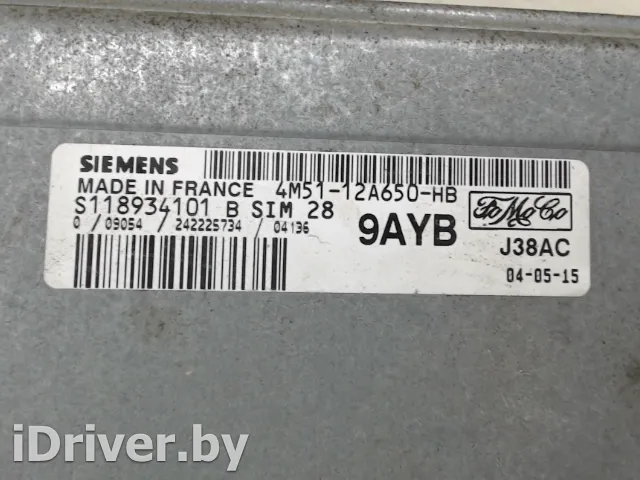 SIEMENS
MADE IN FRANCE 4M51-12A650-HB
S118934101 B SIM 28
0 / 09054 / 242225734 / 04136
9AYB
FoMoCo
J38AC
04-05-15
iDriver.by